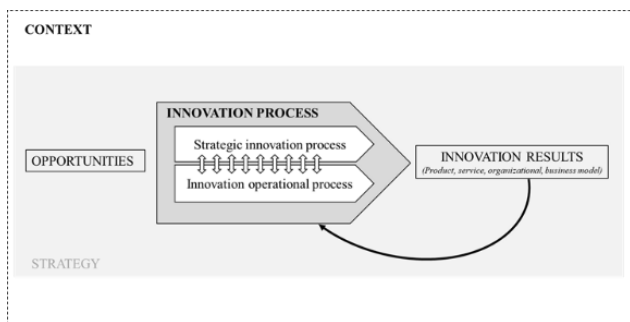 CONTEXT
INNOVATION PROCESS
Strategic innovation process
OPPORTUNITIES
Innovation operational process
INNOVATION RESULTS
(Product, service, organizational, business model)
STRATEGY